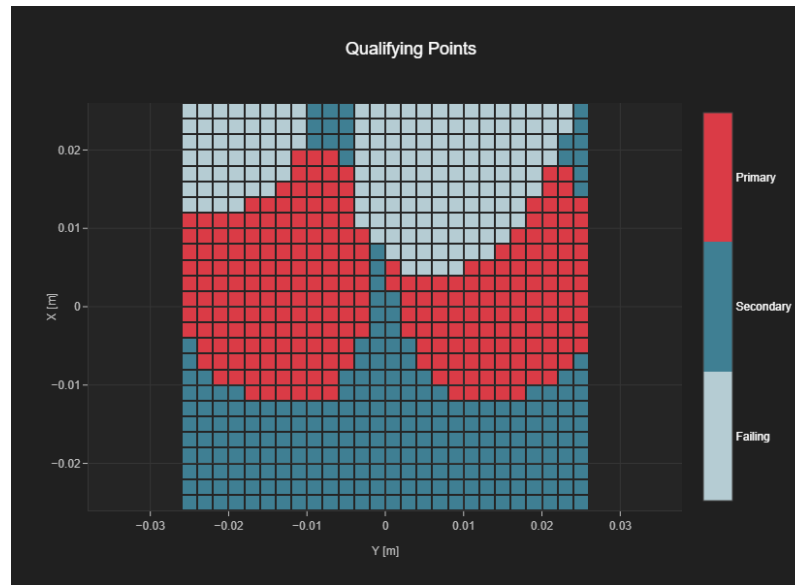 Qualifying Points
0.02
0.01
0
−0.01
−0.02
X [m]
−0.03
−0.02
−0.01
0
0.01
0.02
0.03
Y [m]
Primary
Secondary
Failing